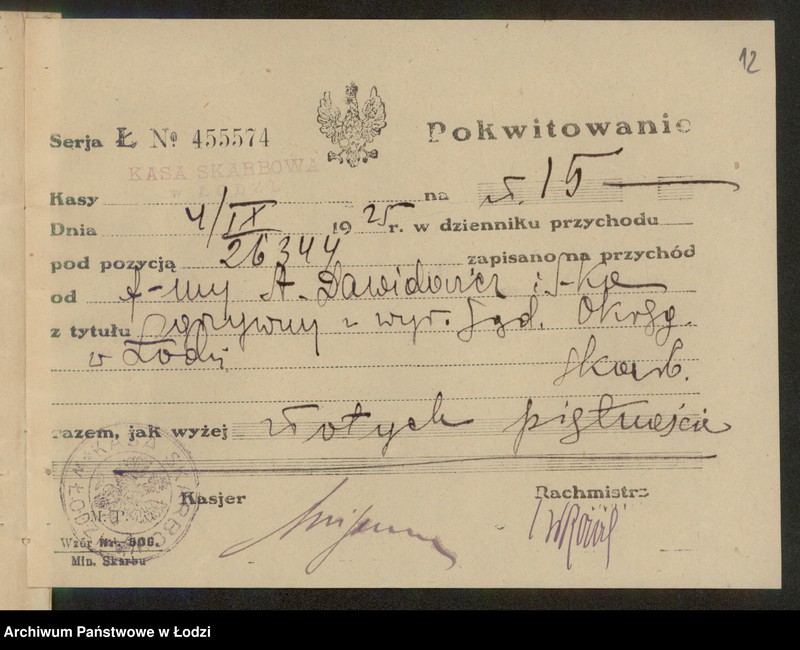 12
Serja Ł № 455574
Pokwitowanie
KASA SKARBOWA
w ŁODZI
Kasy na zł. 15
Dnia 4/IX 1925 r. w dzienniku przychodu
pod pozycją 26344 zapisano na przychód
od f-my A. Dawidowicz i S-ka
z tytułu grzywny z wyr. Sąd. Okręg.
w Łodzi skarb.
razem, jak wyżej złotych piętnaście
Kasjer Rachmistrz
M. P.
Wzór Nr. 506.
Min. Skarbu
Archiwum Państwowe w Łodzi